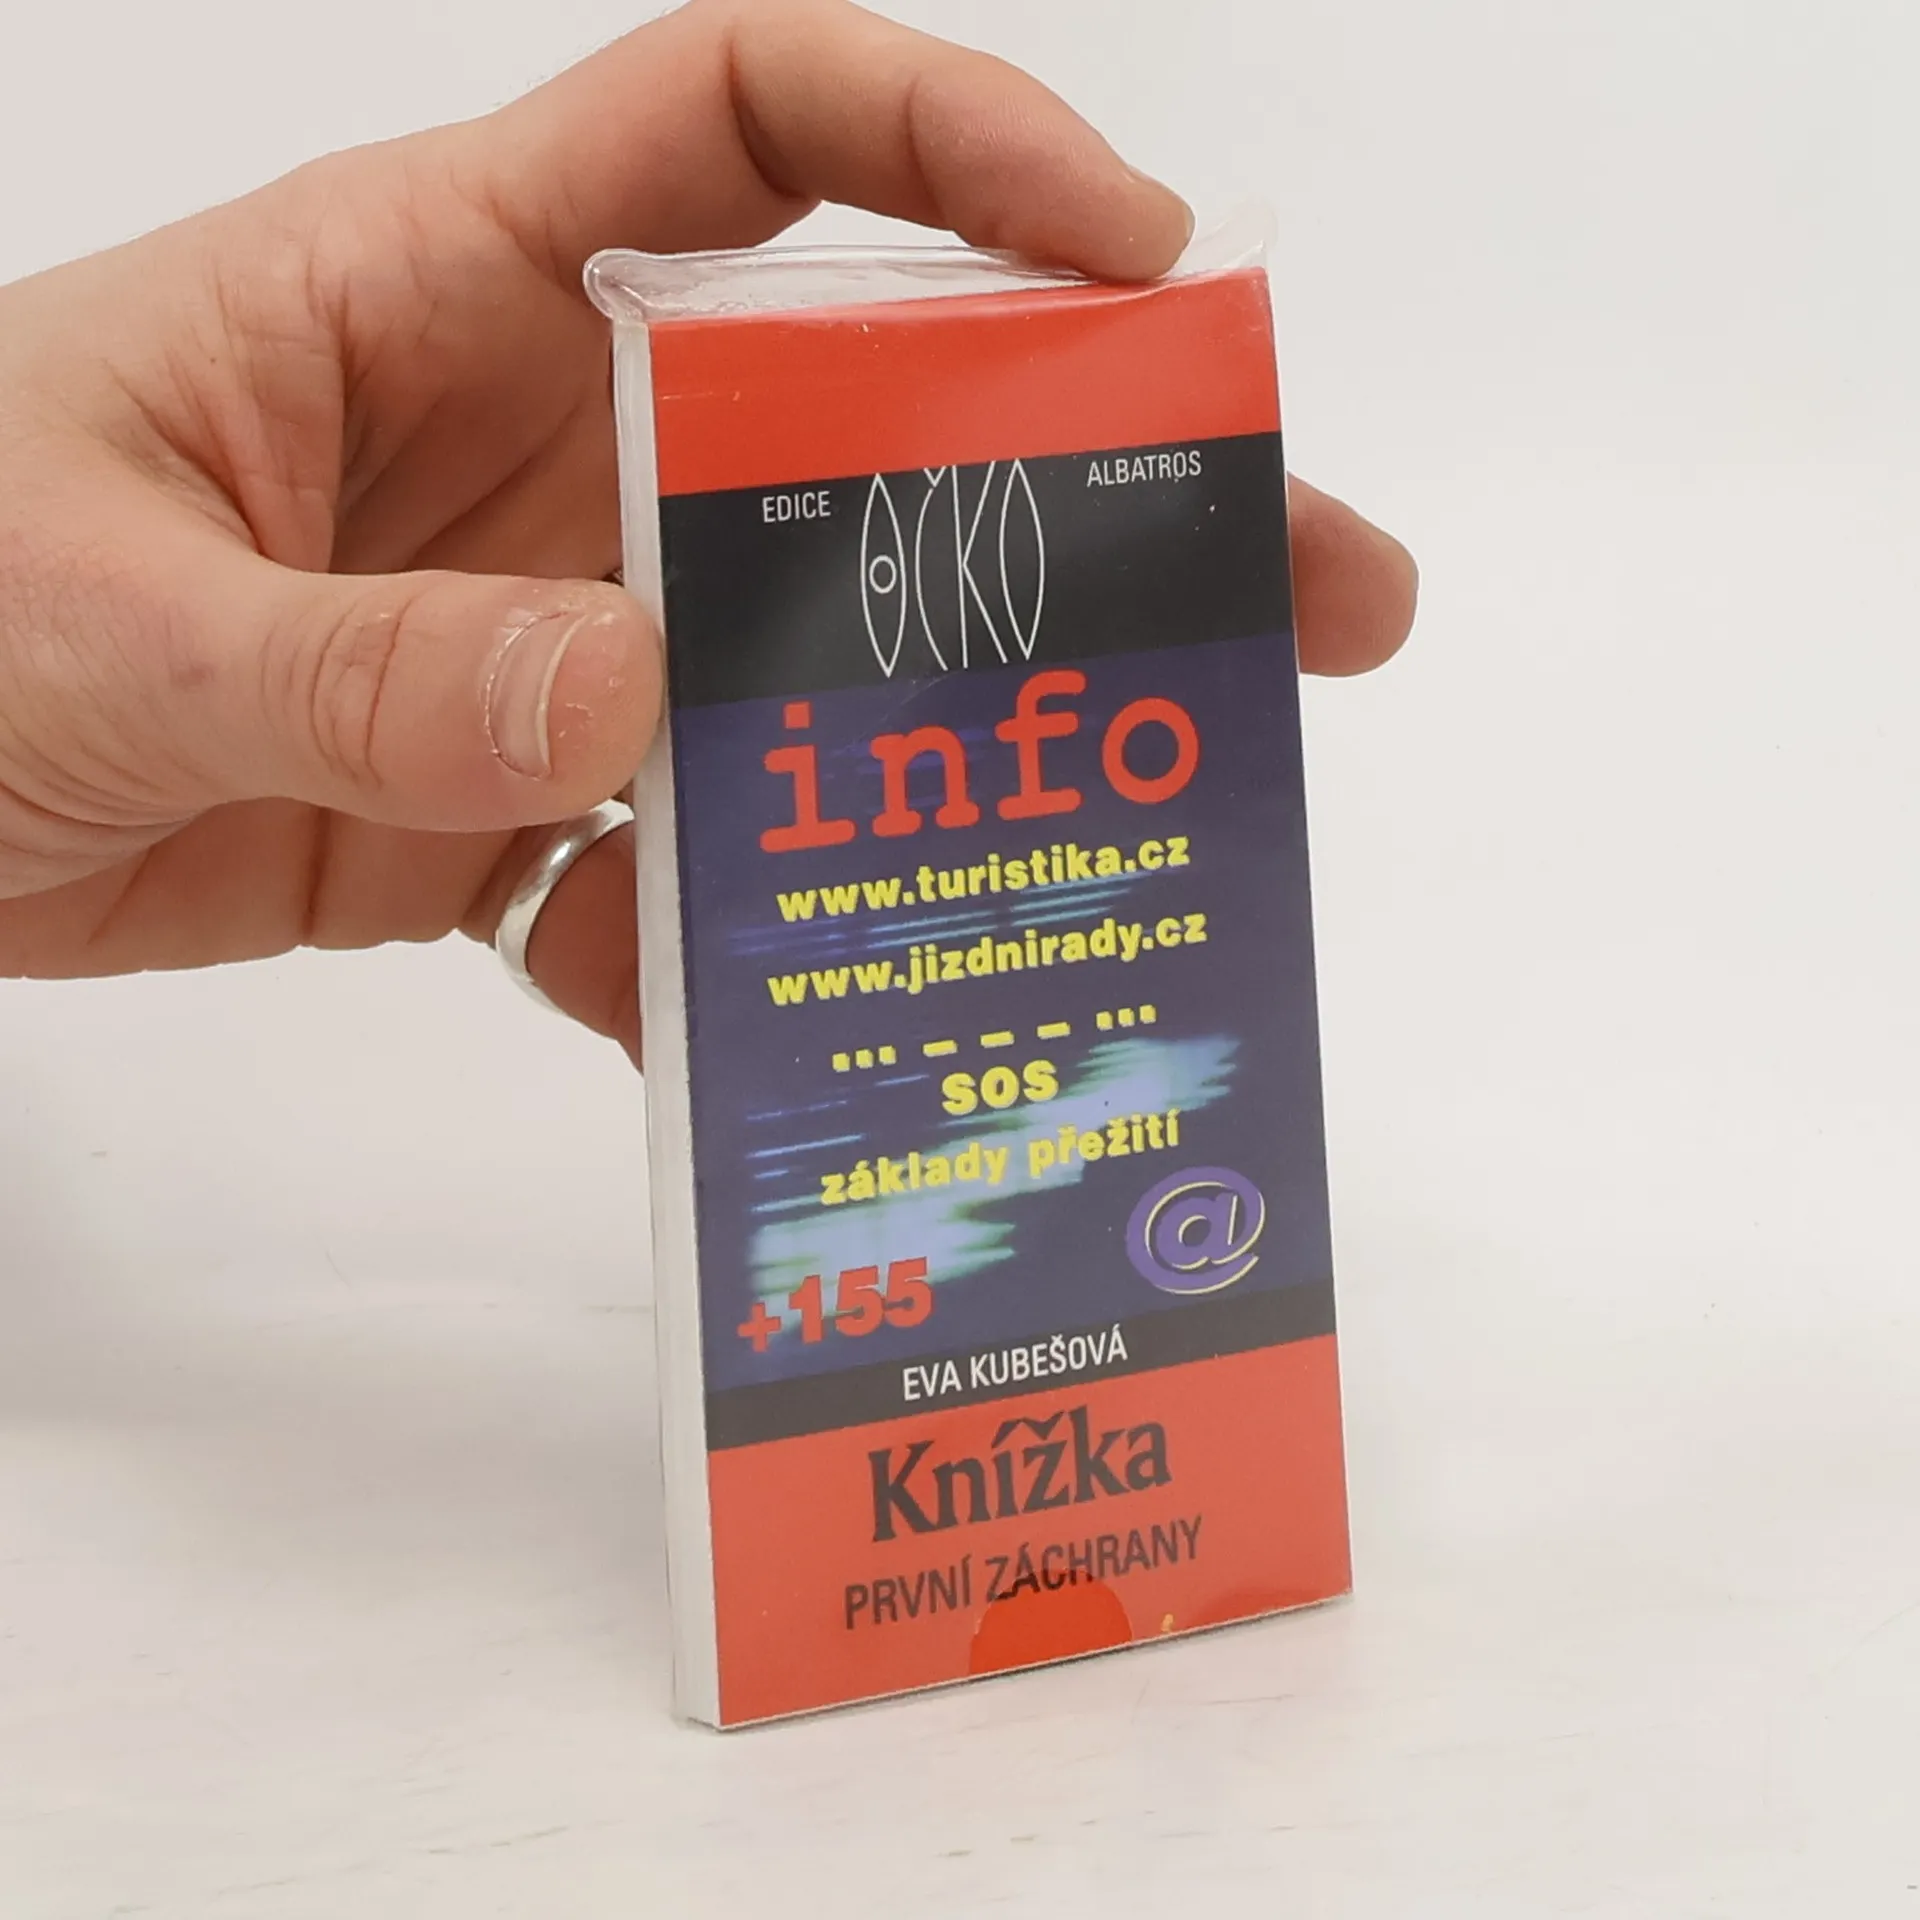 EDICE OČKO ALBATROS
info
www.turistika.cz
www.jizdnirady.cz
... – – – ...
SOS
základy přežití
@
+155
EVA KUBEŠOVÁ
Knížka
PRVNÍ ZÁCHRANY